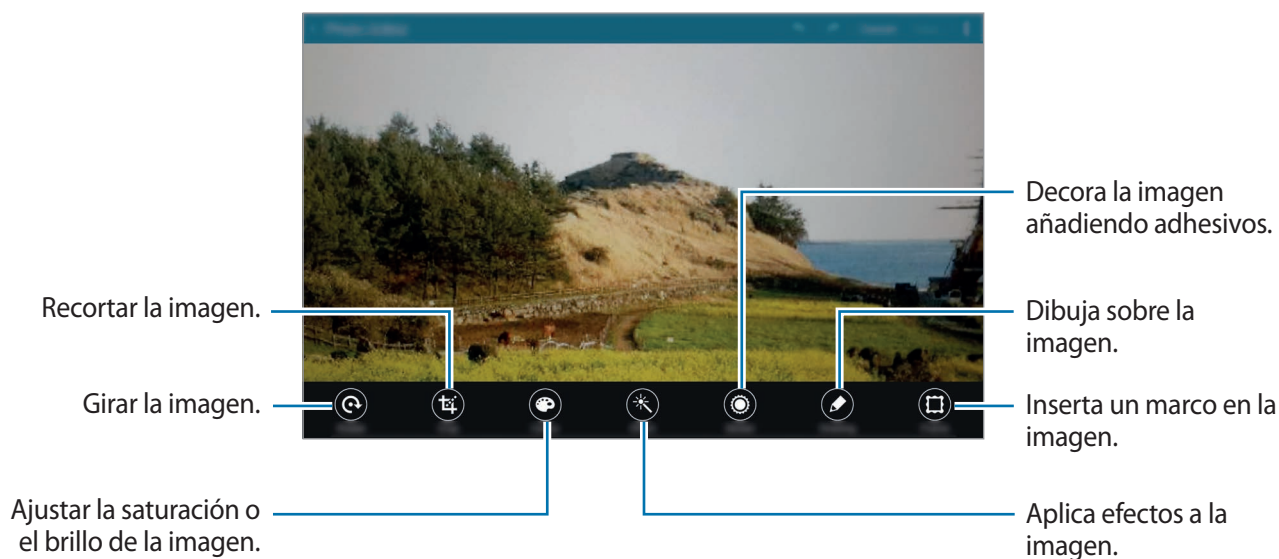 Decora la imagen
añadiendo adhesivos.
Recortar la imagen.
Dibuja sobre la
imagen.
Girar la imagen.
Inserta un marco en la
imagen.
Ajustar la saturación o
el brillo de la imagen.
Aplica efectos a la
imagen.